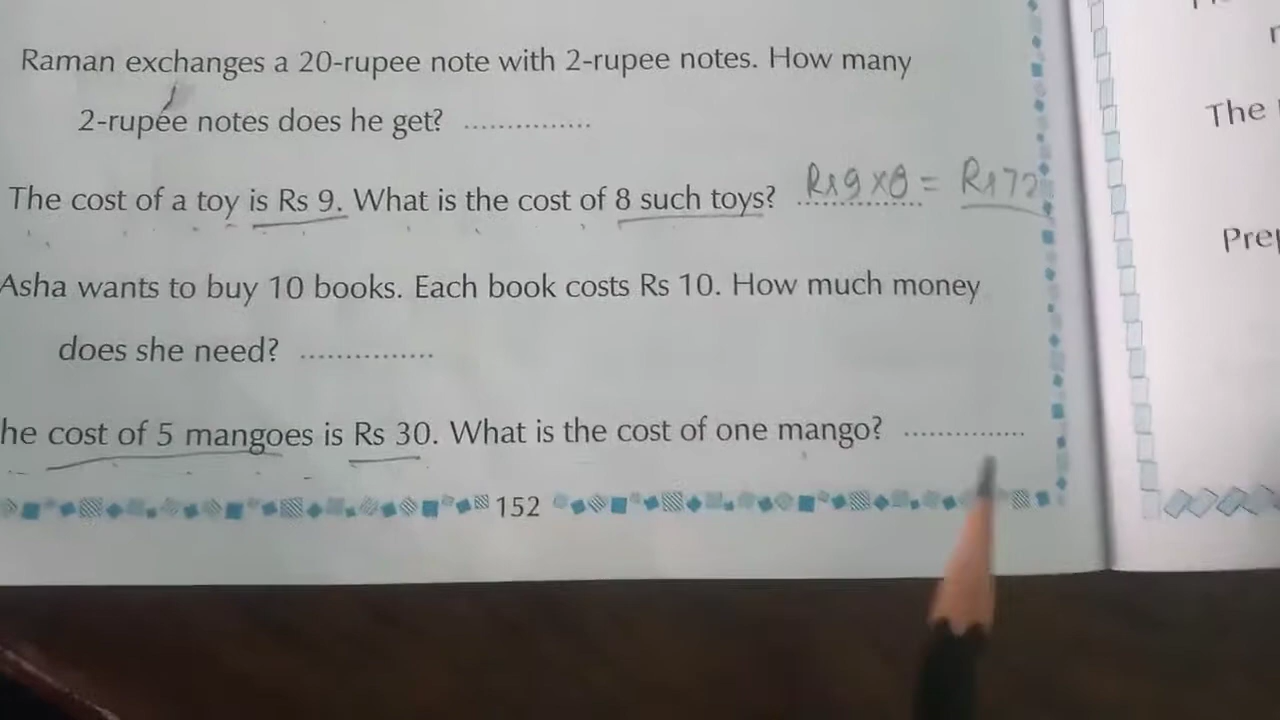 Raman exchanges a 20-rupee note with 2-rupee notes. How many
2-rupee notes does he get? ...............
The cost of a toy is Rs 9. What is the cost of 8 such toys? Rs 9 × 8 = Rs 72
Asha wants to buy 10 books. Each book costs Rs 10. How much money
does she need? ...............
he cost of 5 mangoes is Rs 30. What is the cost of one mango? ...............
152
The
Prep